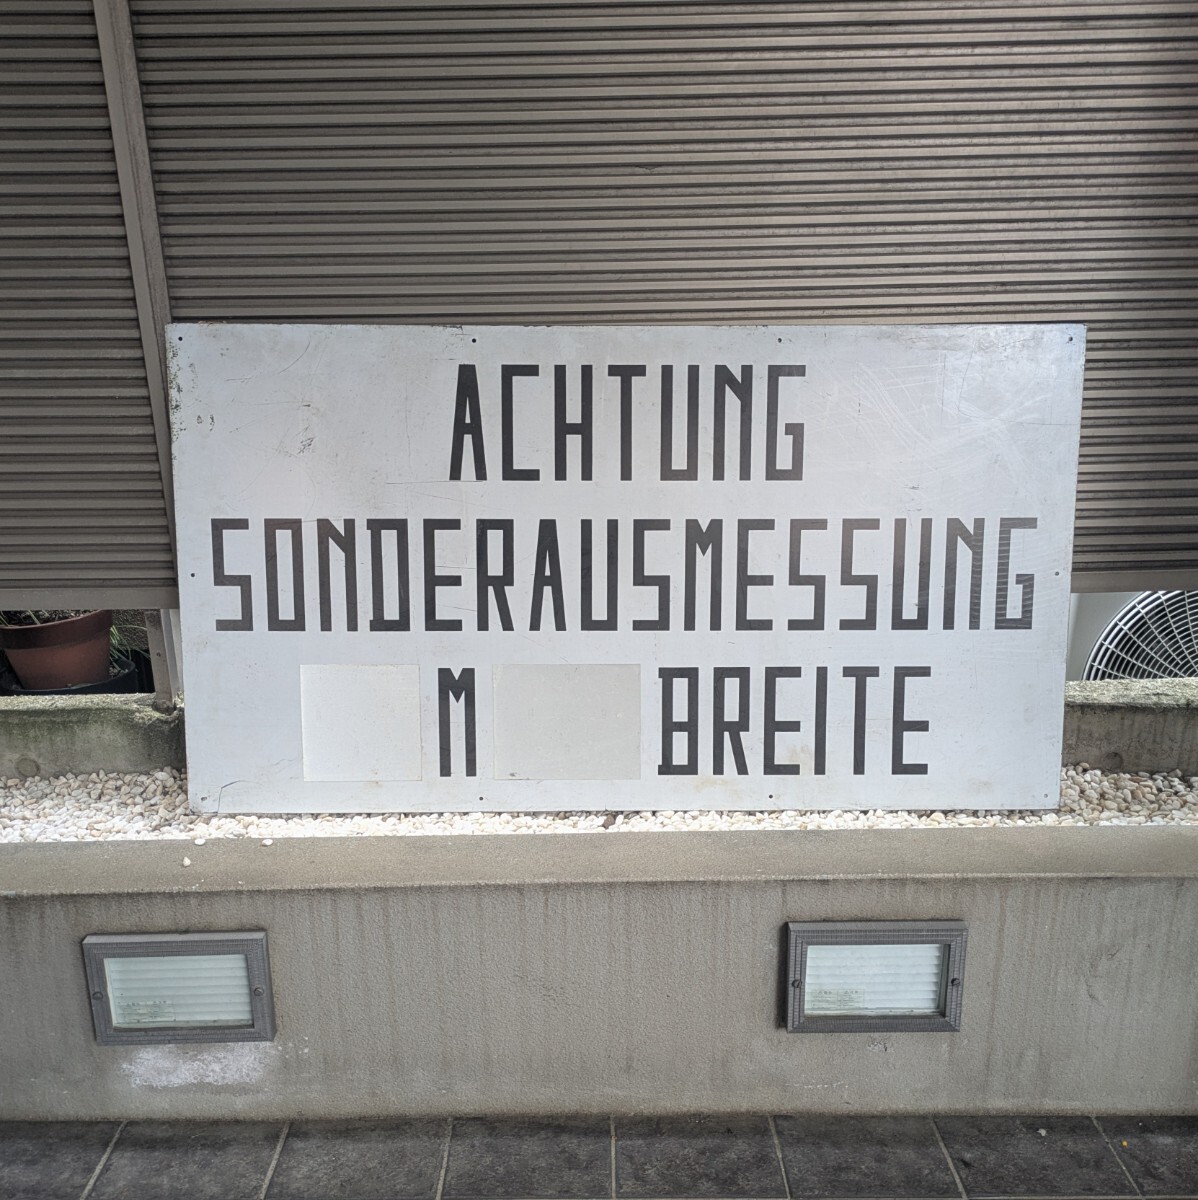 ACHTUNG
SONDERAUSMESSUNG
M BREITE